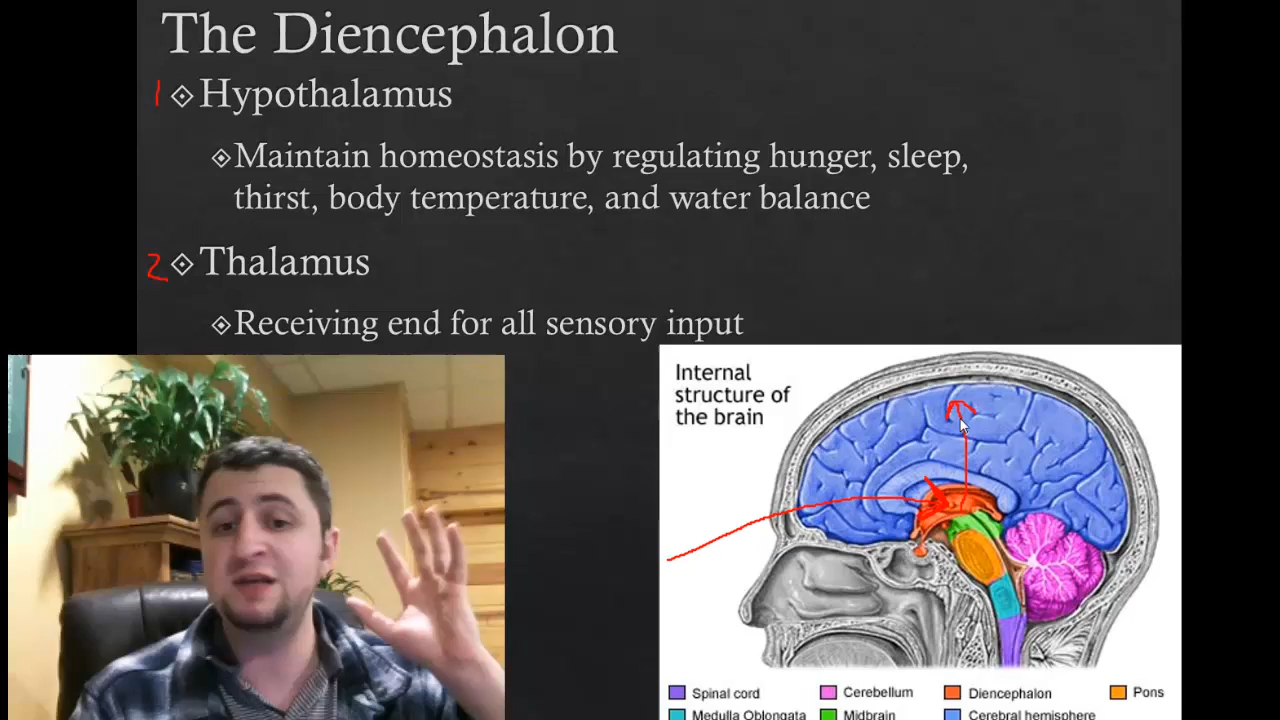 The Diencephalon
1 Hypothalamus
Maintain homeostasis by regulating hunger, sleep,
thirst, body temperature, and water balance
2 Thalamus
Receiving end for all sensory input
Internal
structure of
the brain
Spinal cord Cerebellum Diencephalon Pons
Medulla Oblongata Midbrain Cerebral hemisphere